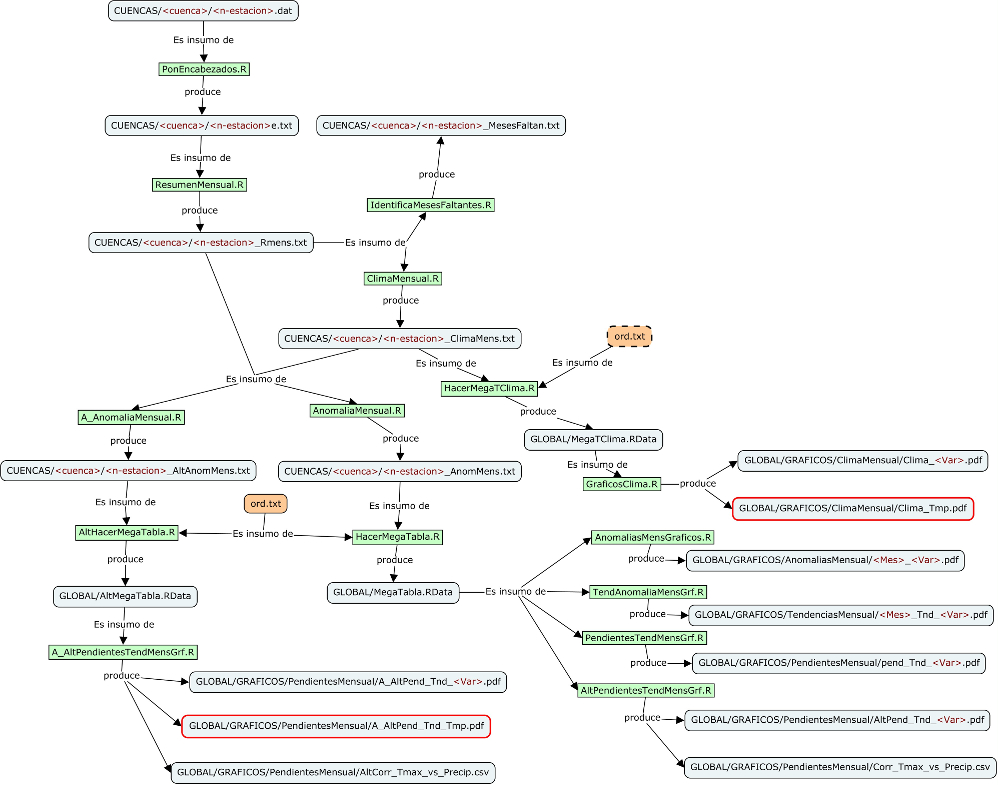 CUENCAS/<cuenca>/<n-estacion>.dat
Es insumo de
PonEncabezados.R
produce
CUENCAS/<cuenca>/<n-estacion>e.txt
CUENCAS/<cuenca>/<n-estacion>_MesesFaltan.txt
Es insumo de
produce
ResumenMensual.R
IdentificaMesesFaltantes.R
produce
CUENCAS/<cuenca>/<n-estacion>_Rmens.txt
Es insumo de
ClimaMensual.R
produce
CUENCAS/<cuenca>/<n-estacion>_ClimaMens.txt
ord.txt
Es insumo de
Es insumo de
Es insumo de
HacerMegaTClima.R
A_AnomaliaMensual.R
AnomaliaMensual.R
produce
produce
produce
GLOBAL/MegaTClima.RData
CUENCAS/<cuenca>/<n-estacion>_AltAnomMens.txt
CUENCAS/<cuenca>/<n-estacion>_AnomMens.txt
Es insumo de
GLOBAL/GRAFICOS/ClimaMensual/Clima_<Var>.pdf
GraficosClima.R
produce
GLOBAL/GRAFICOS/ClimaMensual/Clima_Tmp.pdf
Es insumo de
ord.txt
Es insumo de
AltHacerMegaTabla.R
Es insumo de
HacerMegaTabla.R
AnomaliasMensGraficos.R
produce
produce
produce
GLOBAL/GRAFICOS/AnomaliasMensual/<Mes>_<Var>.pdf
GLOBAL/AltMegaTabla.RData
GLOBAL/MegaTabla.RData
Es insumo de
TendAnomaliaMensGrf.R
produce
GLOBAL/GRAFICOS/TendenciasMensual/<Mes>_Tnd_<Var>.pdf
Es insumo de
PendientesTendMensGrf.R
A_AltPendientesTendMensGrf.R
produce
GLOBAL/GRAFICOS/PendientesMensual/pend_Tnd_<Var>.pdf
produce
GLOBAL/GRAFICOS/PendientesMensual/A_AltPend_Tnd_<Var>.pdf
AltPendientesTendMensGrf.R
produce
GLOBAL/GRAFICOS/PendientesMensual/AltPend_Tnd_<Var>.pdf
GLOBAL/GRAFICOS/PendientesMensual/A_AltPend_Tnd_Tmp.pdf
GLOBAL/GRAFICOS/PendientesMensual/AltCorr_Tmax_vs_Precip.csv
GLOBAL/GRAFICOS/PendientesMensual/Corr_Tmax_vs_Precip.csv